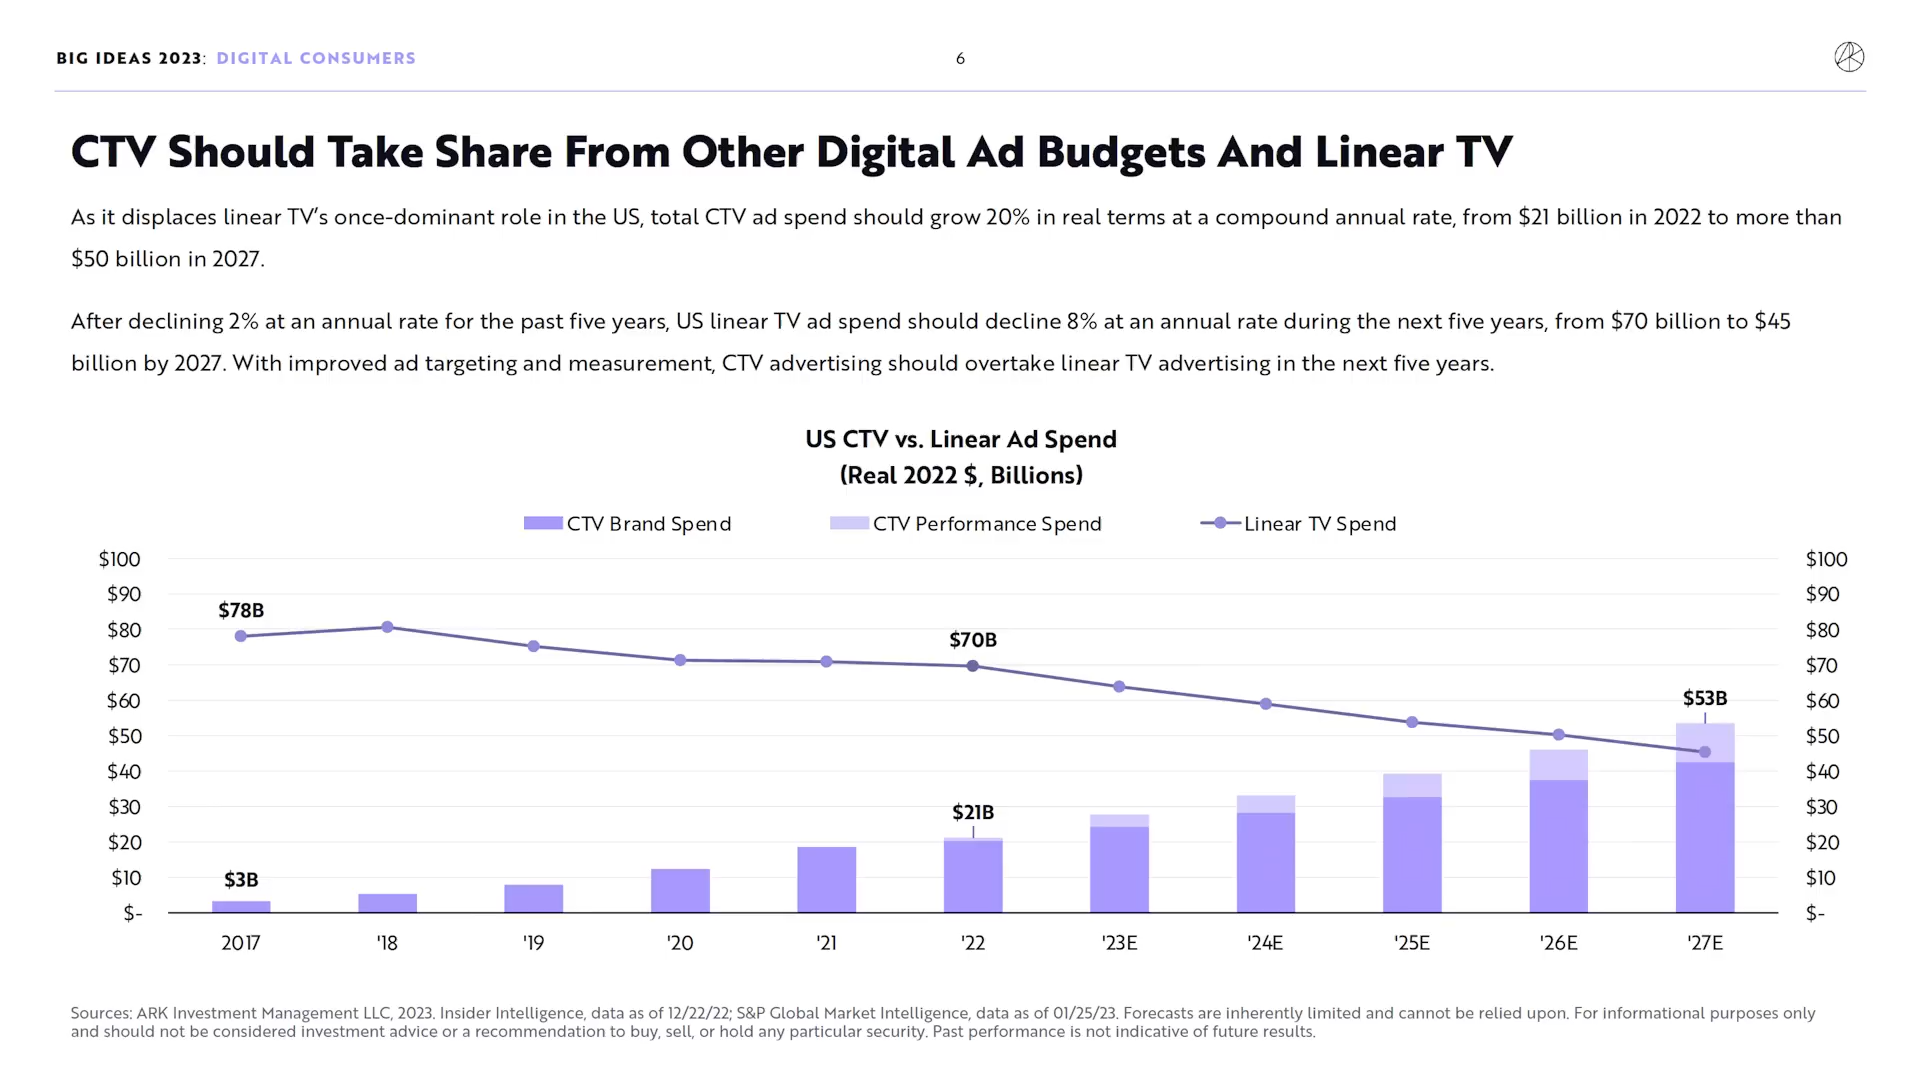 BIG IDEAS 2023: DIGITAL CONSUMERS
6
CTV Should Take Share From Other Digital Ad Budgets And Linear TV
As it displaces linear TV’s once-dominant role in the US, total CTV ad spend should grow 20% in real terms at a compound annual rate, from $21 billion in 2022 to more than
$50 billion in 2027.
After declining 2% at an annual rate for the past five years, US linear TV ad spend should decline 8% at an annual rate during the next five years, from $70 billion to $45
billion by 2027. With improved ad targeting and measurement, CTV advertising should overtake linear TV advertising in the next five years.
US CTV vs. Linear Ad Spend
(Real 2022 $, Billions)
CTV Brand Spend CTV Performance Spend Linear TV Spend
$100 $100
$90 $90
$78B
$80 $80
$70B
$70 $70
$60 $60
$53B
$50 $50
$40 $40
$30 $30
$21B
$20 $20
$10 $10
$3B
$- $-
2017 '18 '19 '20 '21 '22 '23E '24E '25E '26E '27E
Sources: ARK Investment Management LLC, 2023. Insider Intelligence, data as of 12/22/22; S&P Global Market Intelligence, data as of 01/25/23. Forecasts are inherently limited and cannot be relied upon. For informational purposes only
and should not be considered investment advice or a recommendation to buy, sell, or hold any particular security. Past performance is not indicative of future results.